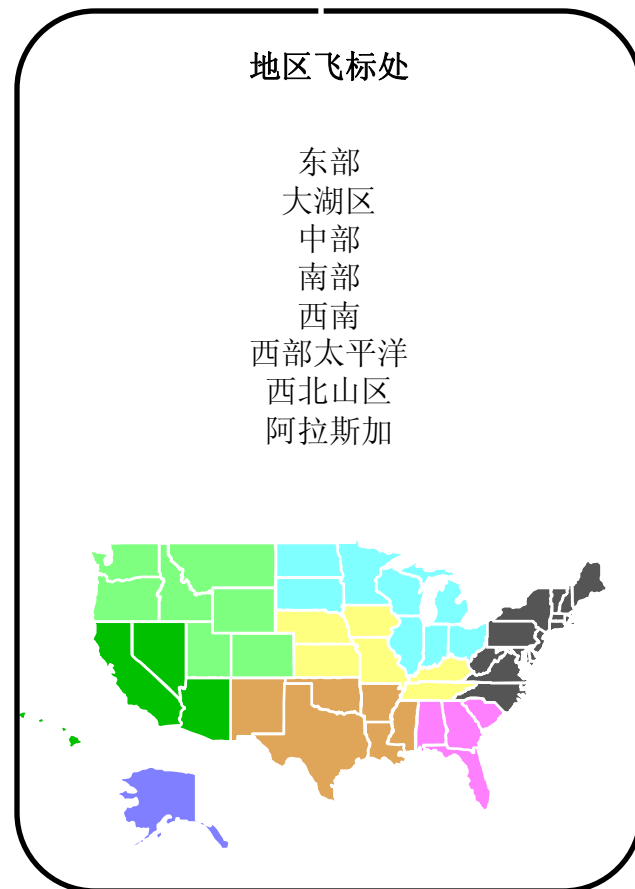 地区飞标处
东部
大湖区
中部
南部
西南
西部太平洋
西北山区
阿拉斯加